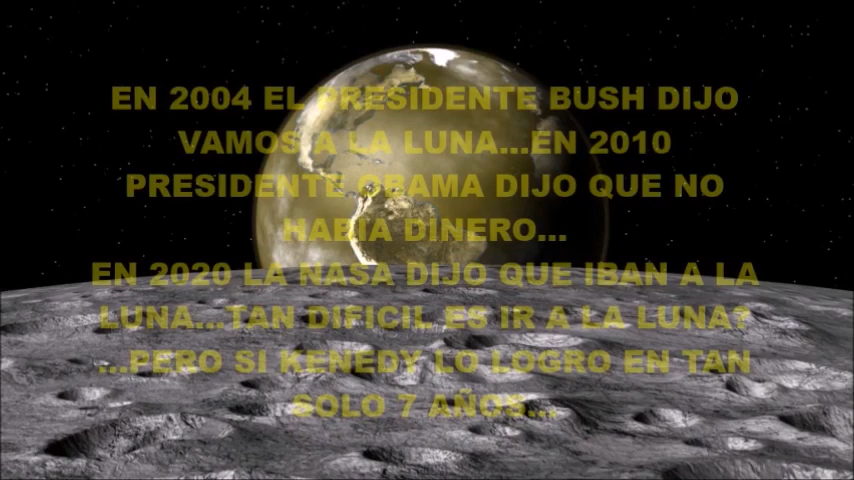 EN 2004 EL PRESIDENTE BUSH DIJO
VAMOS A LA LUNA...EN 2010
PRESIDENTE OBAMA DIJO QUE NO
HABIA DINERO...
EN 2020 LA NASA DIJO QUE IBAN A LA
LUNA...TAN DIFICIL ES IR A LA LUNA?
...PERO SI KENEDY LO LOGRO EN TAN
SOLO 7 AÑOS...